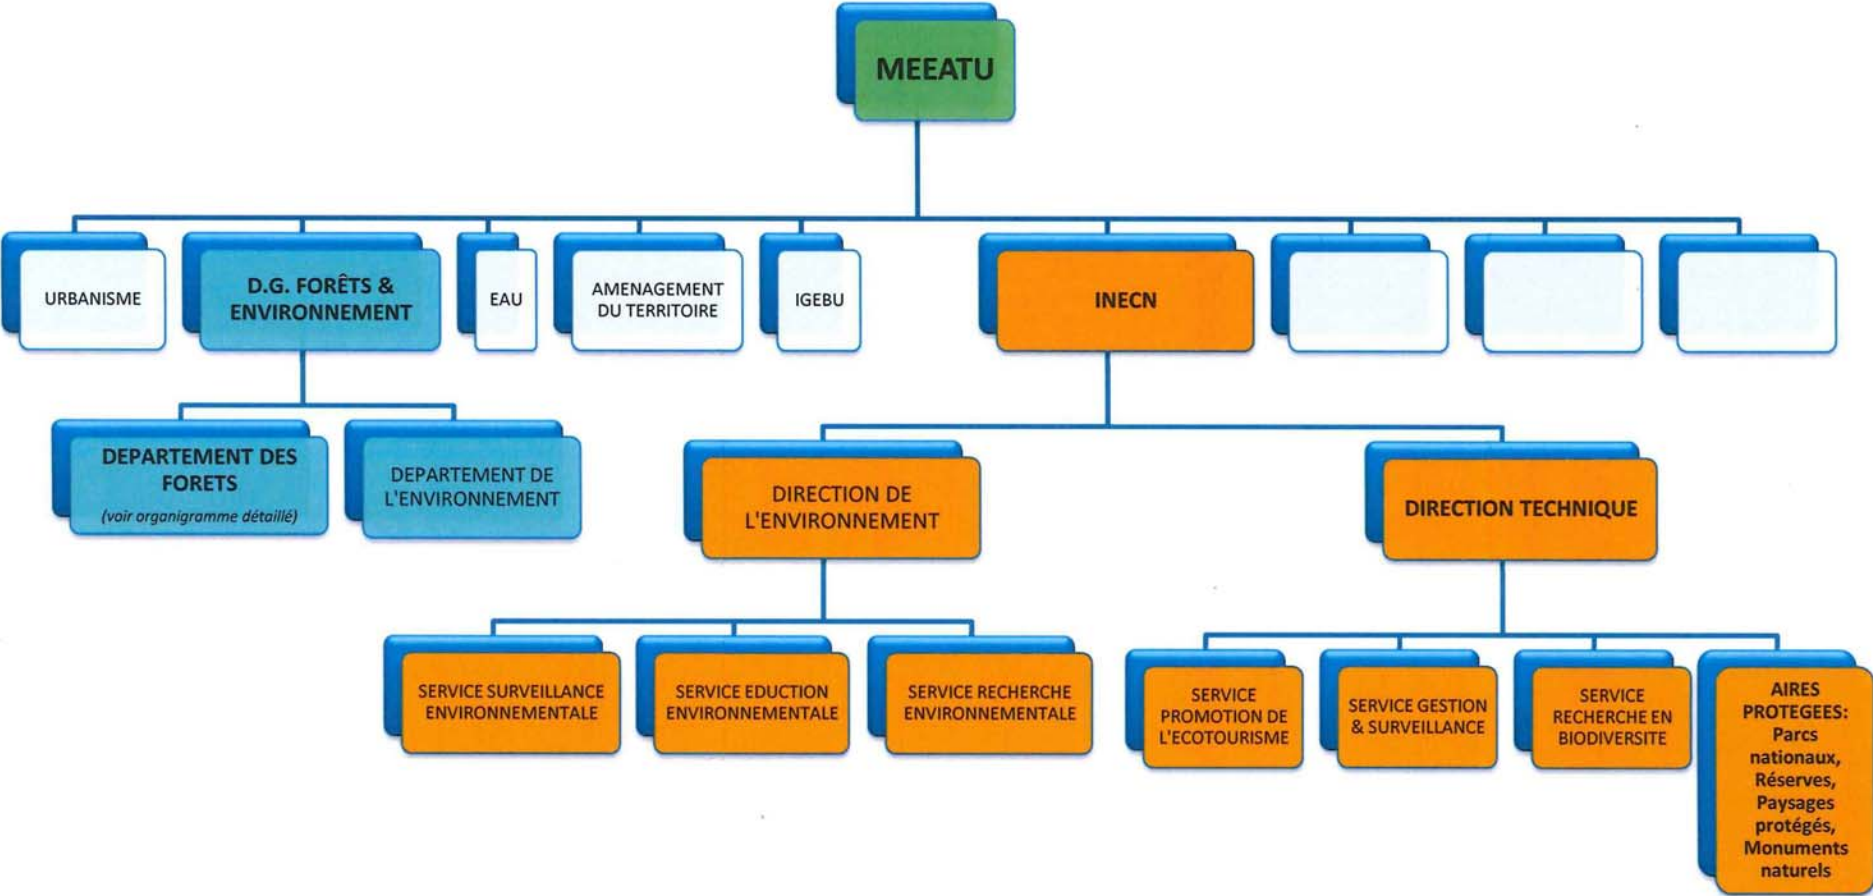 MEEATU
URBANISME
D.G. FORÊTS &
ENVIRONNEMENT
EAU
AMENAGEMENT
DU TERRITOIRE
IGEBU
INECN
DEPARTEMENT DES
FORETS
(voir organigramme détaillé)
DEPARTEMENT DE
L'ENVIRONNEMENT
DIRECTION DE
L'ENVIRONNEMENT
DIRECTION TECHNIQUE
SERVICE SURVEILLANCE
ENVIRONNEMENTALE
SERVICE EDUCTION
ENVIRONNEMENTALE
SERVICE RECHERCHE
ENVIRONNEMENTALE
SERVICE
PROMOTION DE
L'ECOTOURISME
SERVICE GESTION
& SURVEILLANCE
SERVICE
RECHERCHE EN
BIODIVERSITE
AIRES
PROTEGEES:
Parcs
nationaux,
Réserves,
Paysages
protégés,
Monuments
naturels